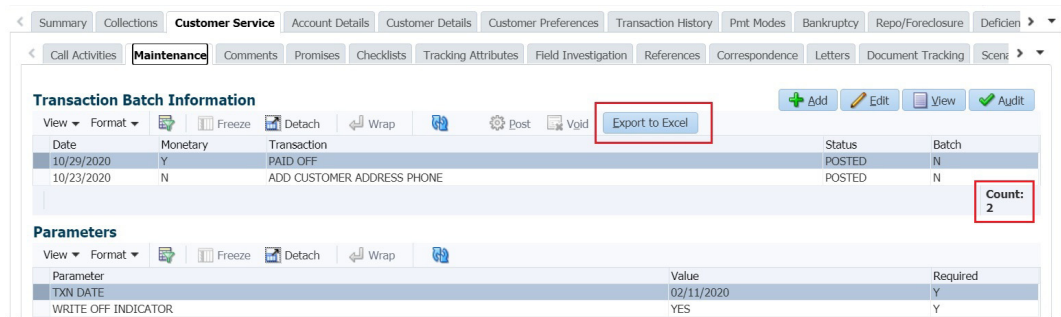 Summary Collections Customer Service Account Details Customer Details Customer Preferences Transaction History Pmt Modes Bankruptcy Repo/Foreclosure Deficien
Call Activities Maintenance Comments Promises Checklists Tracking Attributes Field Investigation References Correspondence Letters Document Tracking Scena
Transaction Batch Information Add Edit View Audit
View Format Freeze Detach Wrap Post Void Export to Excel
Date Monetary Transaction Status Batch
10/29/2020 Y PAID OFF POSTED N
10/23/2020 N ADD CUSTOMER ADDRESS PHONE POSTED N
Count:
2
Parameters
View Format Freeze Detach Wrap
Parameter Value Required
TXN DATE 02/11/2020 Y
WRITE OFF INDICATOR YES Y